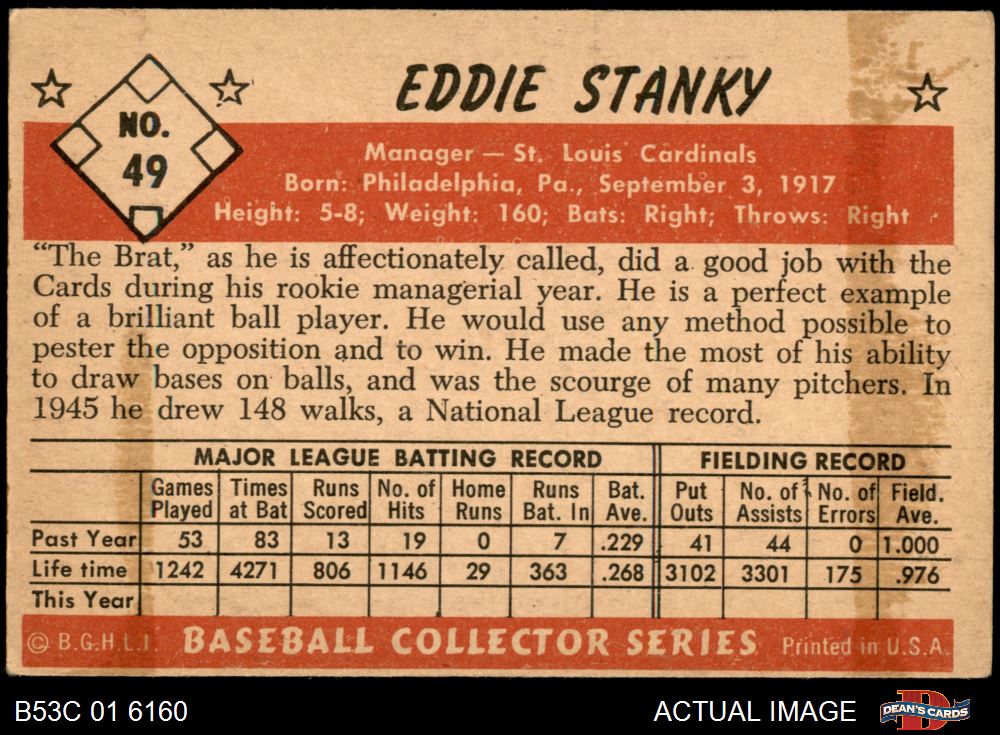 EDDIE STANKY
NO.
49
Manager — St. Louis Cardinals
Born: Philadelphia, Pa., September 3, 1917
Height: 5-8; Weight: 160; Bats: Right; Throws: Right
“The Brat,” as he is affectionately called, did a good job with the
Cards during his rookie managerial year. He is a perfect example
of a brilliant ball player. He would use any method possible to
pester the opposition and to win. He made the most of his ability
to draw bases on balls, and was the scourge of many pitchers. In
1945 he drew 148 walks, a National League record.
MAJOR LEAGUE BATTING RECORD FIELDING RECORD
Games Times Runs No. of Home Runs Bat. Put No. of No. of Field.
Played at Bat Scored Hits Runs Bat. In Ave. Outs Assists Errors Ave.
Past Year 53 83 13 19 0 7 .229 41 44 0 1.000
Life time 1242 4271 806 1146 29 363 .268 3102 3301 175 .976
This Year
© B.G.H.L.I. BASEBALL COLLECTOR SERIES Printed in U.S.A.
B53C 01 6160 ACTUAL IMAGE D DEAN'S CARDS